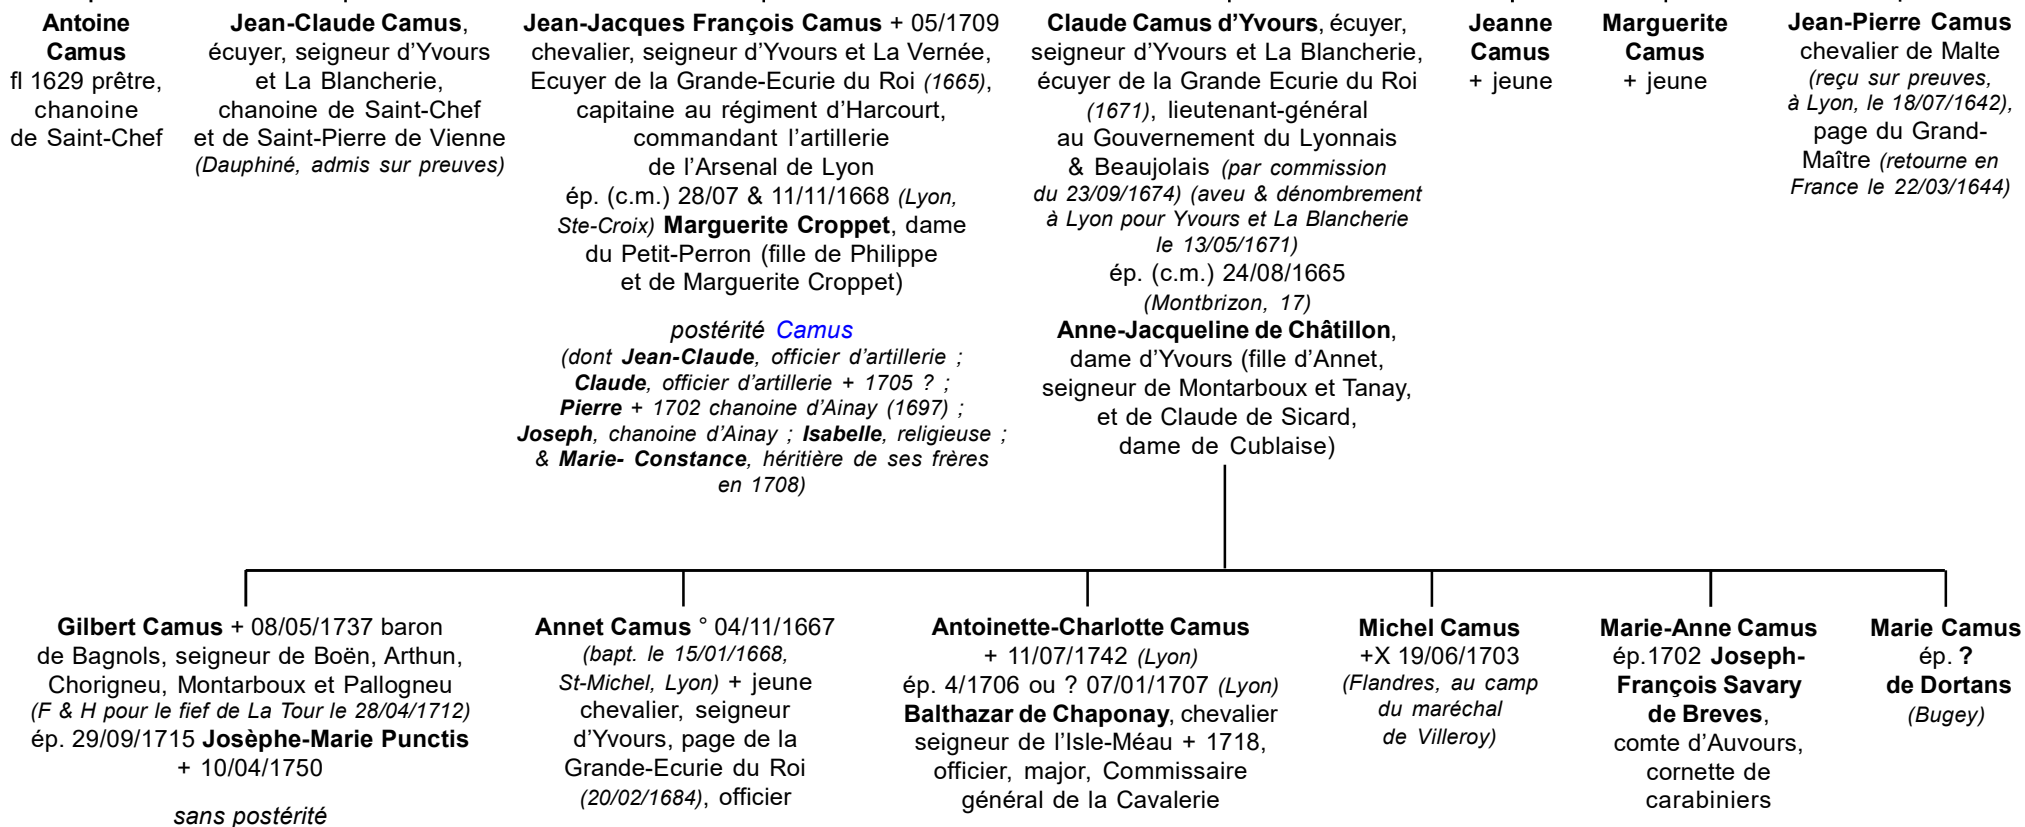 Antoine
Camus
fl 1629 prêtre,
chanoine
de Saint-Chef
Jean-Claude Camus,
écuyer, seigneur d’Yvours
et La Blancherie,
chanoine de Saint-Chef
et de Saint-Pierre de Vienne
(Dauphiné, admis sur preuves)
Jean-Jacques François Camus + 05/1709
chevalier, seigneur d’Yvours et La Vernée,
Ecuyer de la Grande-Ecurie du Roi (1665),
capitaine au régiment d’Harcourt,
commandant l’artillerie
de l’Arsenal de Lyon
ép. (c.m.) 28/07 & 11/11/1668 (Lyon,
Ste-Croix) Marguerite Croppet, dame
du Petit-Perron (fille de Philippe
et de Marguerite Croppet)
postérité Camus
(dont Jean-Claude, officier d’artillerie ;
Claude, officier d’artillerie + 1705 ? ;
Pierre + 1702 chanoine d’Ainay (1697) ;
Joseph, chanoine d’Ainay ; Isabelle, religieuse ;
& Marie- Constance, héritière de ses frères
en 1708)
Claude Camus d’Yvours, écuyer,
seigneur d’Yvours et La Blancherie,
écuyer de la Grande Ecurie du Roi
(1671), lieutenant-général
au Gouvernement du Lyonnais
& Beaujolais (par commission
du 23/09/1674) (aveu & dénombrement
à Lyon pour Yvours et La Blancherie
le 13/05/1671)
ép. (c.m.) 24/08/1665
(Montbrizon, 17)
Anne-Jacqueline de Châtillon,
dame d’Yvours (fille d’Annet,
seigneur de Montarboux et Tanay,
et de Claude de Sicard,
dame de Cublaise)
Jeanne
Camus
+ jeune
Marguerite
Camus
+ jeune
Jean-Pierre Camus
chevalier de Malte
(reçu sur preuves,
à Lyon, le 18/07/1642),
page du Grand-
Maître (retourne en
France le 22/03/1644)
Gilbert Camus + 08/05/1737 baron
de Bagnols, seigneur de Boën, Arthun,
Chorigneu, Montarboux et Pallogneu
(F & H pour le fief de La Tour le 28/04/1712)
ép. 29/09/1715 Josèphe-Marie Punctis
+ 10/04/1750
sans postérité
Annet Camus ° 04/11/1667
(bapt. le 15/01/1668,
St-Michel, Lyon) + jeune
chevalier, seigneur
d’Yvours, page de la
Grande-Ecurie du Roi
(20/02/1684), officier
Antoinette-Charlotte Camus
+ 11/07/1742 (Lyon)
ép. 4/1706 ou ? 07/01/1707 (Lyon)
Balthazar de Chaponay, chevalier
seigneur de l’Isle-Méau + 1718,
officier, major, Commissaire
général de la Cavalerie
Michel Camus
+X 19/06/1703
(Flandres, au camp
du maréchal
de Villeroy)
Marie-Anne Camus
ép.1702 Joseph-
François Savary
de Breves,
comte d’Auvours,
cornette de
carabiniers
Marie Camus
ép. ?
de Dortans
(Bugey)